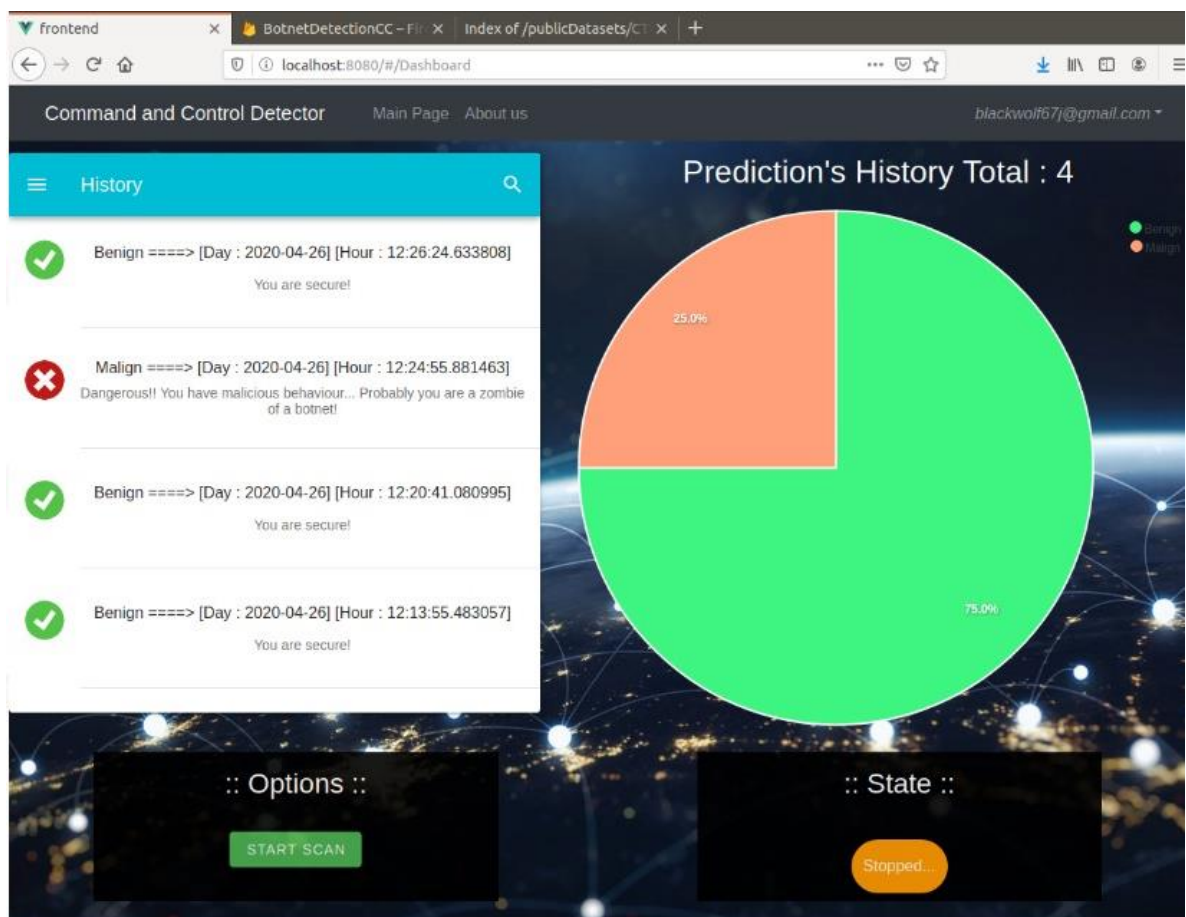 frontend
BotnetDetectionCC – Fir
Index of /publicDatasets/CT
localhost:8080/#/Dashboard
Command and Control Detector
Main Page
About us
blackwolf67j@gmail.com
History
Prediction's History Total : 4
Benign ====> [Day : 2020-04-26] [Hour : 12:26:24.633808]
You are secure!
Malign ====> [Day : 2020-04-26] [Hour : 12:24:55.881463]
Dangerous!! You have malicious behaviour... Probably you are a zombie
of a botnet!
Benign ====> [Day : 2020-04-26] [Hour : 12:20:41.080995]
You are secure!
Benign ====> [Day : 2020-04-26] [Hour : 12:13:55.483057]
You are secure!
Benign
Malign
25.0%
75.0%
:: Options ::
START SCAN
:: State ::
Stopped...